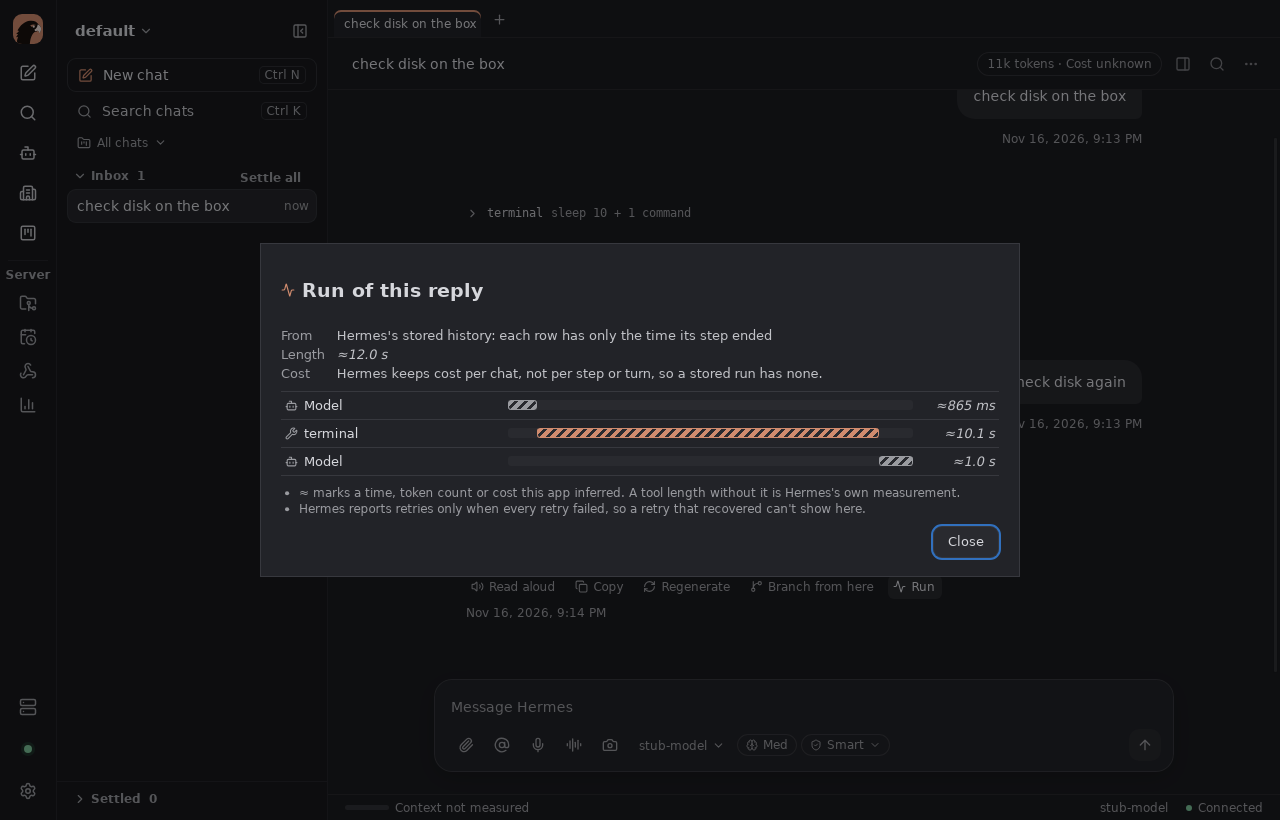 default
check disk on the box
New chat
Ctrl N
Search chats
Ctrl K
All chats
Inbox 1
Settle all
check disk on the box
now
Server
Settled 0
check disk on the box
11k tokens · Cost unknown
check disk on the box
Nov 16, 2026, 9:13 PM
terminal sleep 10 + 1 command
heck disk again
v 16, 2026, 9:13 PM
Run of this reply
From Hermes's stored history: each row has only the time its step ended
Length ≈12.0 s
Cost Hermes keeps cost per chat, not per step or turn, so a stored run has none.
Model ≈865 ms
terminal ≈10.1 s
Model ≈1.0 s
• ≈ marks a time, token count or cost this app inferred. A tool length without it is Hermes's own measurement.
• Hermes reports retries only when every retry failed, so a retry that recovered can't show here.
Close
Read aloud Copy Regenerate Branch from here Run
Nov 16, 2026, 9:14 PM
Message Hermes
stub-model Med Smart
Context not measured
stub-model
Connected